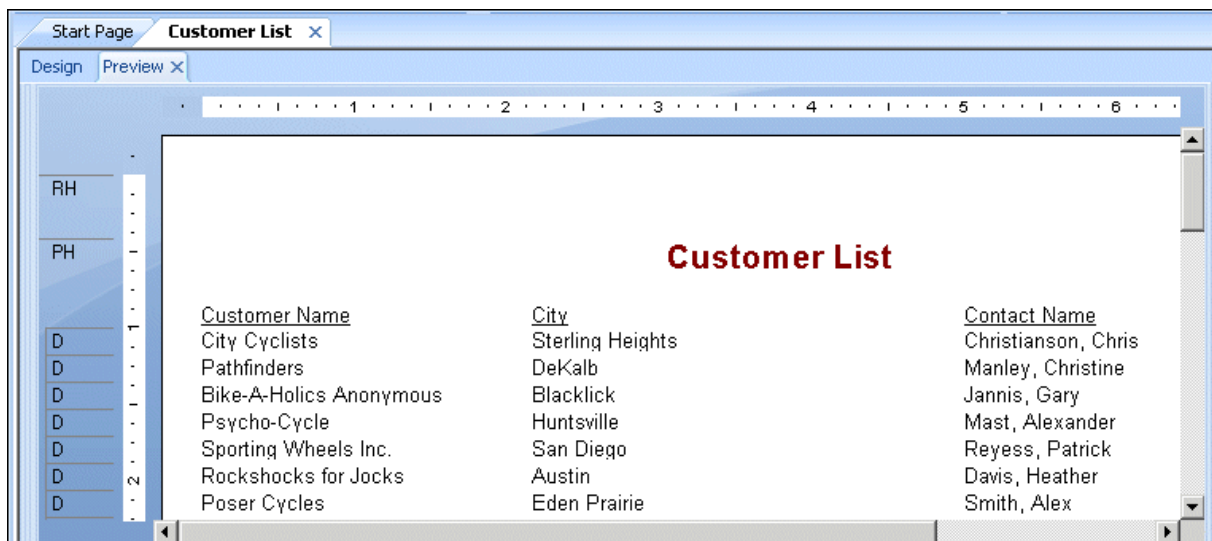 Start Page Customer List ×
Design Preview ×
1 2 3 4 5 6
RH
PH
Customer List
1
Customer Name City Contact Name
D City Cyclists Sterling Heights Christianson, Chris
D Pathfinders DeKalb Manley, Christine
D Bike-A-Holics Anonymous Blacklick Jannis, Gary
D Psycho-Cycle Huntsville Mast, Alexander
D Sporting Wheels Inc. San Diego Reyess, Patrick
D Rockshocks for Jocks Austin Davis, Heather
2
D Poser Cycles Eden Prairie Smith, Alex